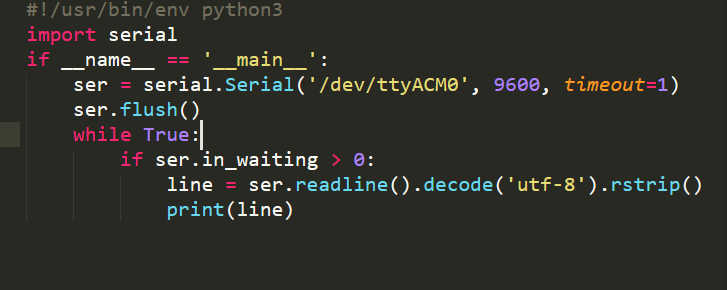 #!/usr/bin/env python3
import serial
if __name__ == '__main__':
    ser = serial.Serial('/dev/ttyACM0', 9600, timeout=1)
    ser.flush()
    while True:
        if ser.in_waiting > 0:
            line = ser.readline().decode('utf-8').rstrip()
            print(line)